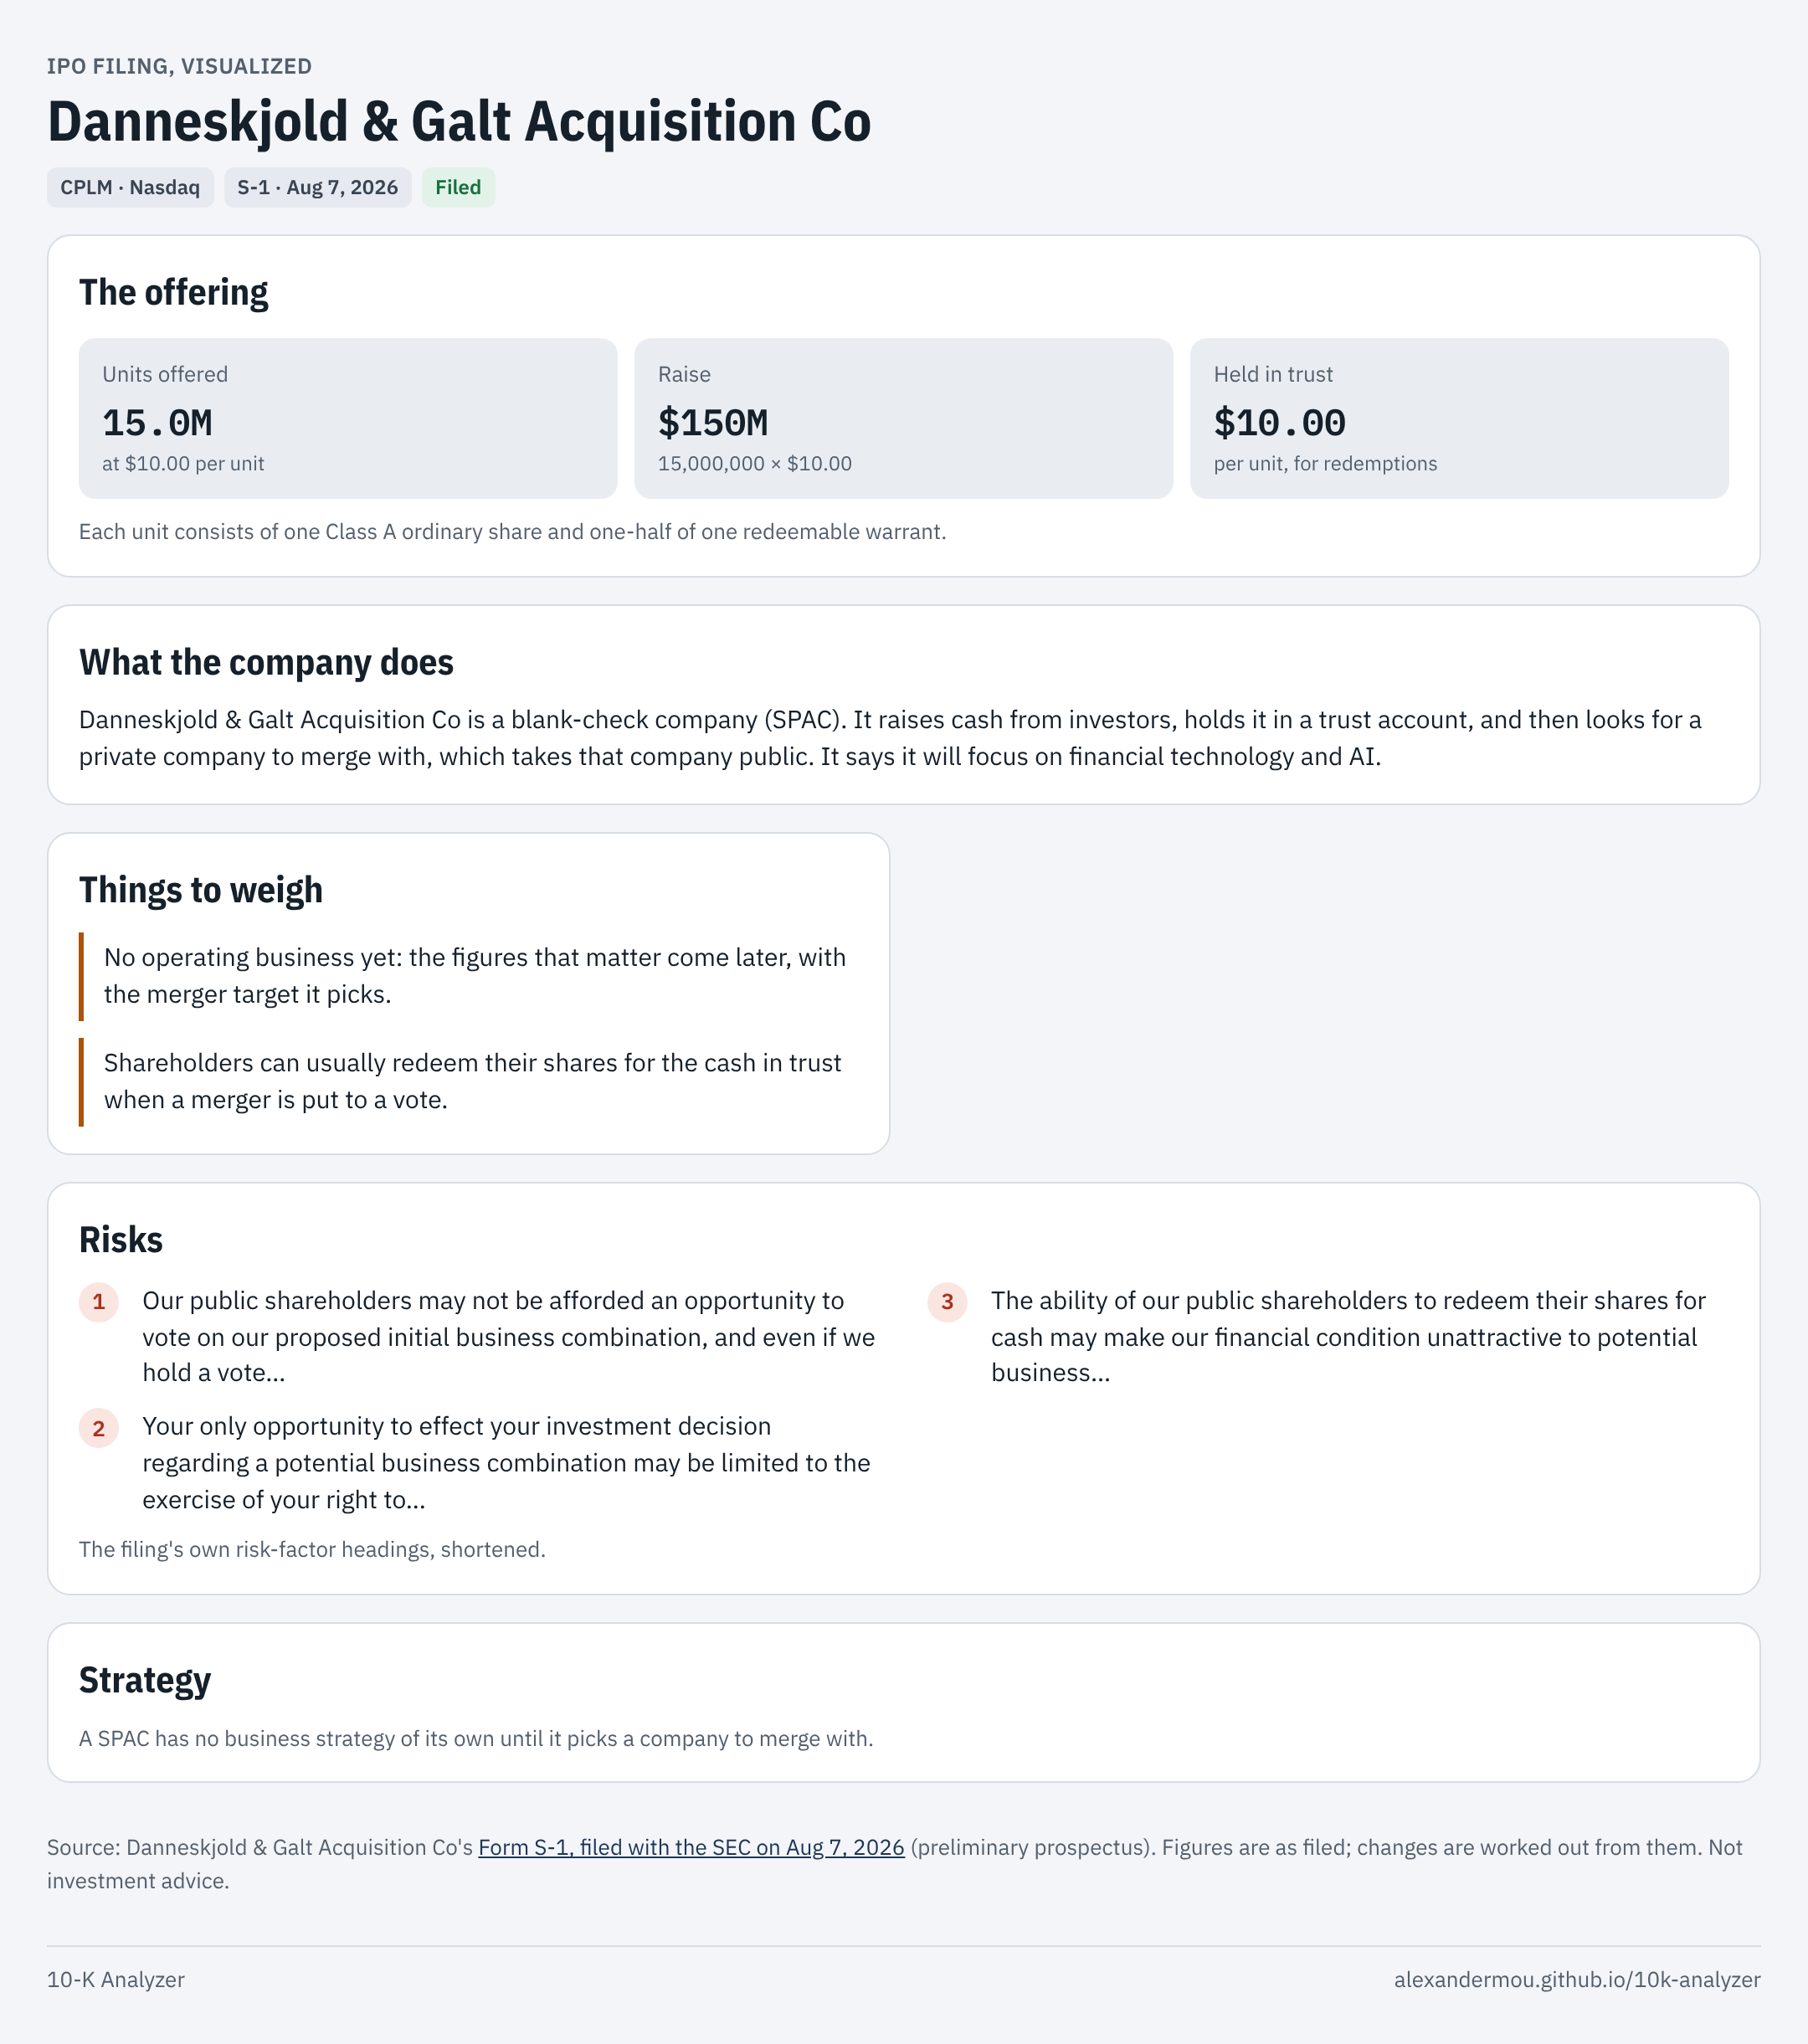 IPO FILING, VISUALIZED
Danneskjold & Galt Acquisition Co
CPLM · Nasdaq
S-1 · Aug 7, 2026
Filed
The offering
Units offered
15.0M
at $10.00 per unit
Raise
$150M
15,000,000 × $10.00
Held in trust
$10.00
per unit, for redemptions
Each unit consists of one Class A ordinary share and one-half of one redeemable warrant.
What the company does
Danneskjold & Galt Acquisition Co is a blank-check company (SPAC). It raises cash from investors, holds it in a trust account, and then looks for a
private company to merge with, which takes that company public. It says it will focus on financial technology and AI.
Things to weigh
No operating business yet: the figures that matter come later, with
the merger target it picks.
Shareholders can usually redeem their shares for the cash in trust
when a merger is put to a vote.
Risks
1
Our public shareholders may not be afforded an opportunity to
vote on our proposed initial business combination, and even if we
hold a vote...
2
Your only opportunity to effect your investment decision
regarding a potential business combination may be limited to the
exercise of your right to...
3
The ability of our public shareholders to redeem their shares for
cash may make our financial condition unattractive to potential
business...
The filing's own risk-factor headings, shortened.
Strategy
A SPAC has no business strategy of its own until it picks a company to merge with.
Source: Danneskjold & Galt Acquisition Co's Form S-1, filed with the SEC on Aug 7, 2026 (preliminary prospectus). Figures are as filed; changes are worked out from them. Not
investment advice.
10-K Analyzer
alexandermou.github.io/10k-analyzer